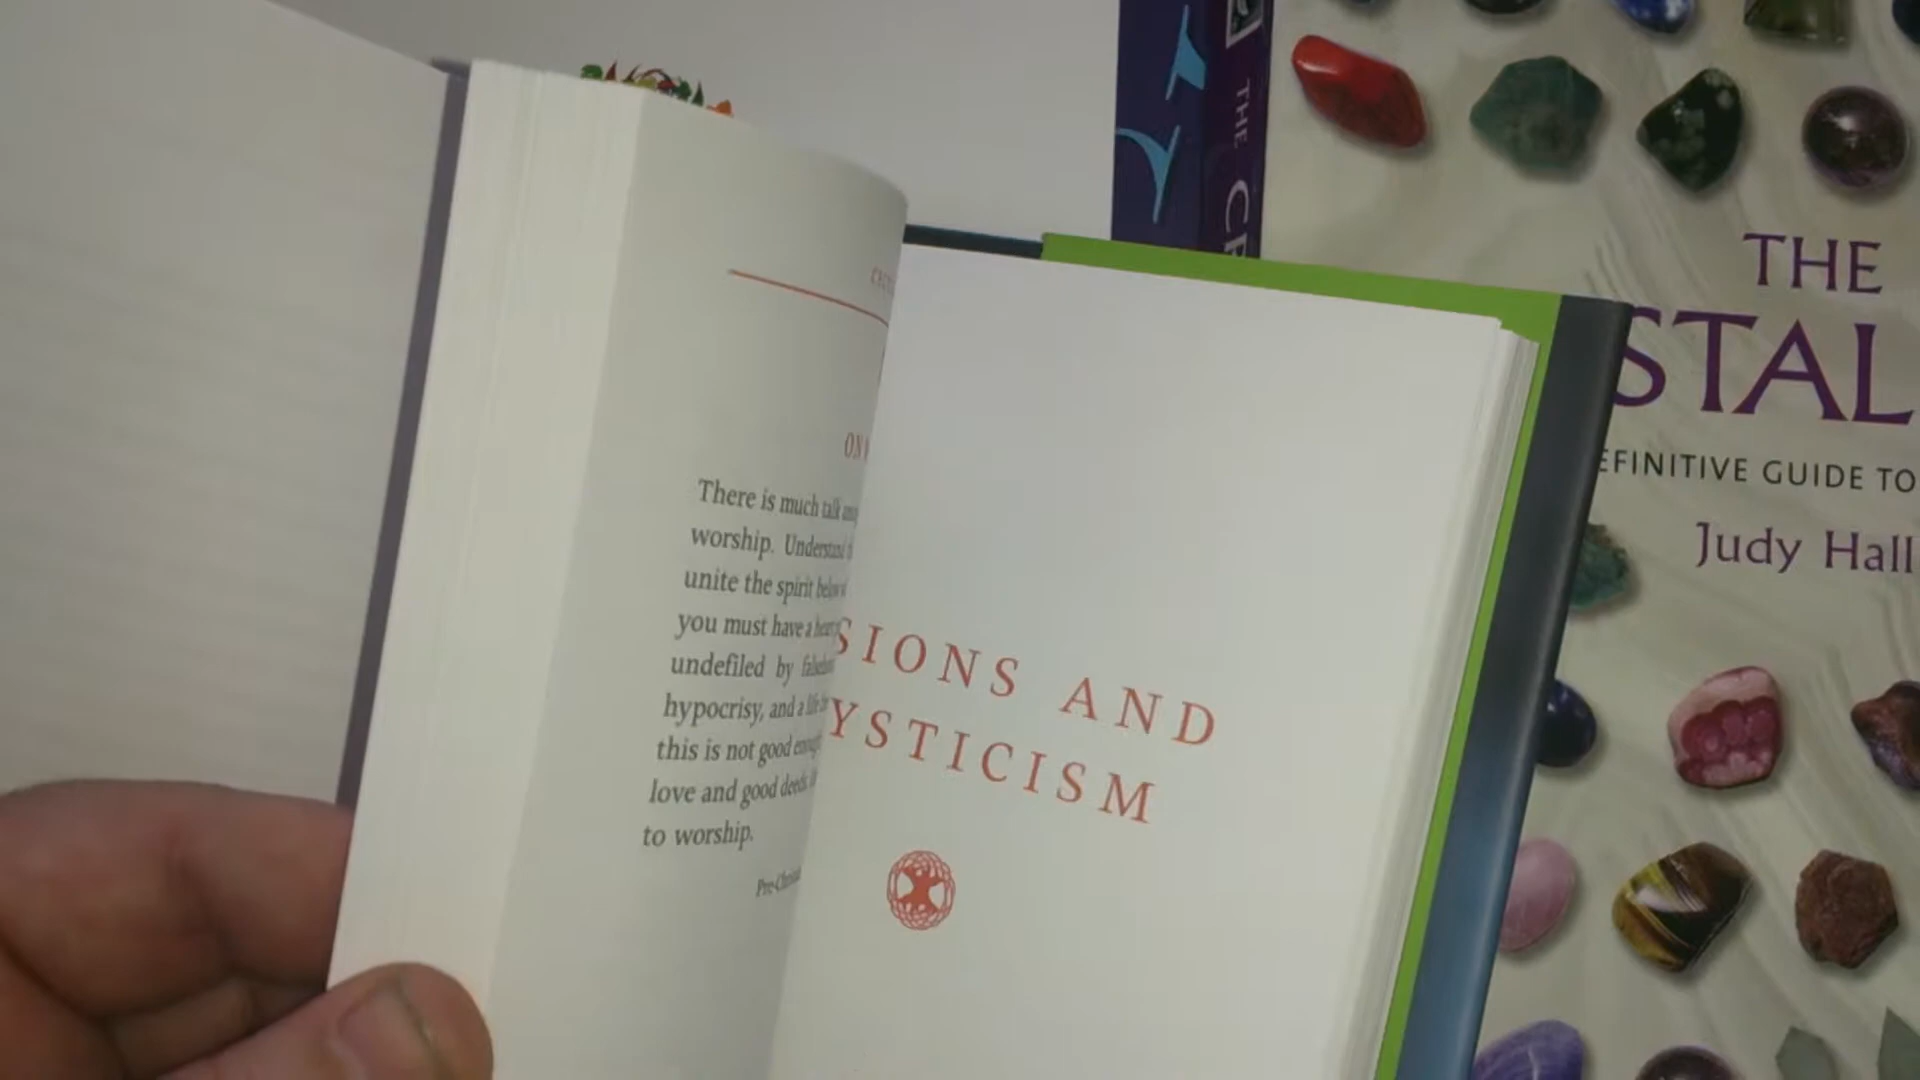 There is much talk
worship. Understand
unite the spirit below
you must have a heart
undefiled by
hypocrisy, and a life
this is not good enough
love and good deeds.
to worship.
SIONS AND
YSTICISM
THE
THE
STAL
EFINITIVE GUIDE TO
Judy Hall